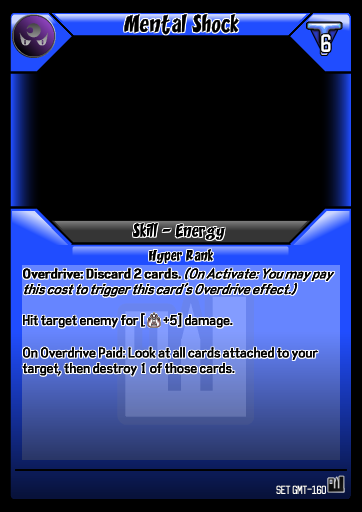 Mental Shock
6
Skill - Energy
Hyper Rank
Overdrive: Discard 2 cards. (On Activate: You may pay
this cost to trigger this card's Overdrive effect.)
Hit target enemy for [ +5] damage.
On Overdrive Paid: Look at all cards attached to your
target, then destroy 1 of those cards.
SET GMT-160